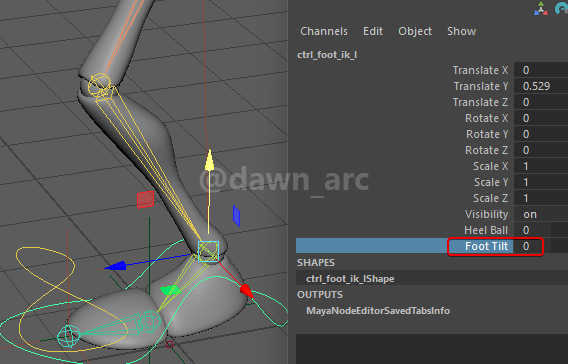 Channels Edit Object Show
ctrl_foot_ik_l
Translate X 0
Translate Y 0.529
Translate Z 0
Rotate X 0
Rotate Y 0
Rotate Z 0
Scale X 1
Scale Y 1
Scale Z 1
Visibility on
Heel Ball 0
Foot Tilt 0
SHAPES
ctrl_foot_ik_lShape
OUTPUTS
MayaNodeEditorSavedTabsInfo
@dawn_arc